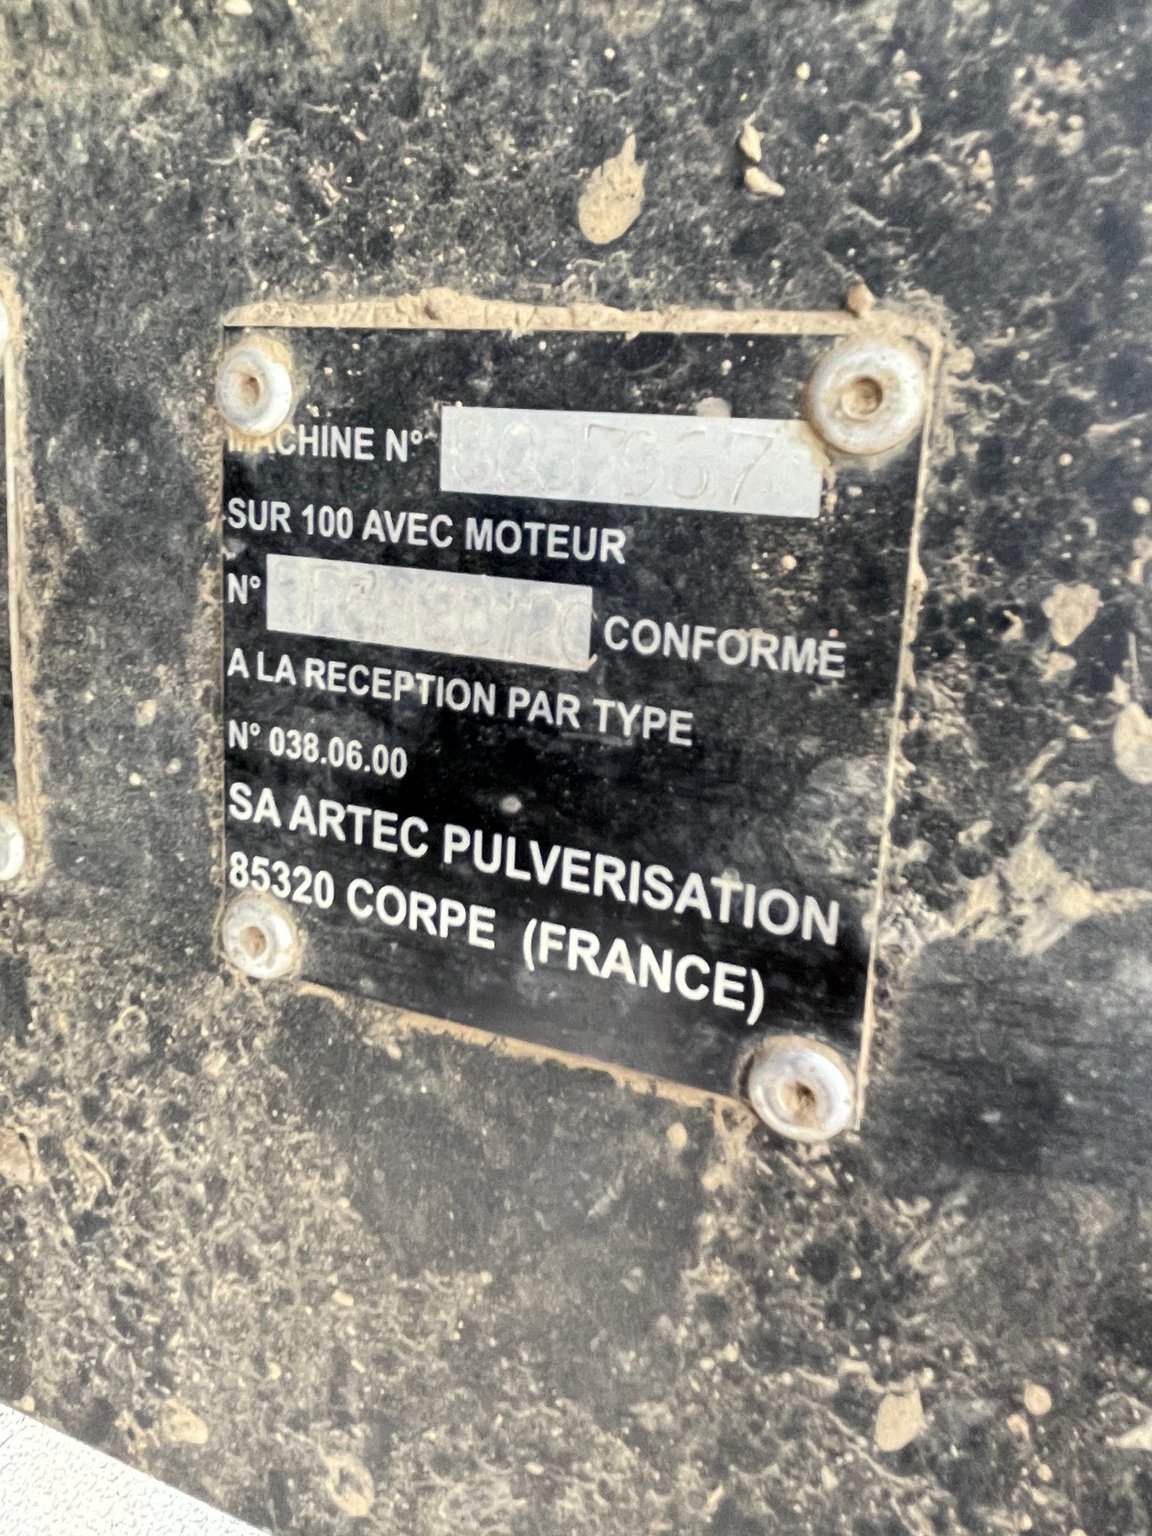 MACHINE N°
SUR 100 AVEC MOTEUR
N° CONFORME
A LA RECEPTION PAR TYPE
N° 038.06.00
SA ARTEC PULVERISATION
85320 CORPE (FRANCE)